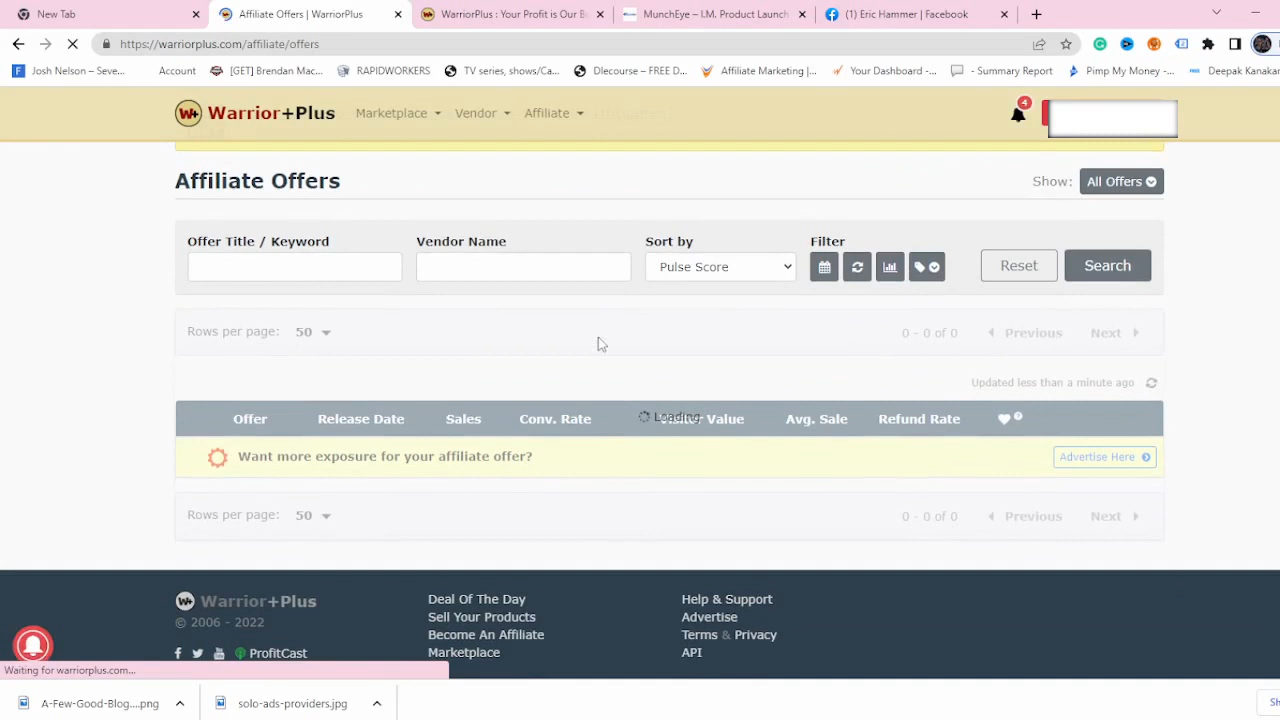 New Tab
Affiliate Offers | WarriorPlus
WarriorPlus : Your Profit is Our B
MunchEye – I.M. Product Launch
(1) Eric Hammer | Facebook
https://warriorplus.com/affiliate/offers
Josh Nelson – Seve...
Account
[GET] Brendan Mac...
RAPIDWORKERS
TV series, shows/Ca...
Dlecourse – FREE D...
Affiliate Marketing |...
Your Dashboard -...
- Summary Report
Pimp My Money -...
Deepak Kanakar
Warrior+Plus
Marketplace
Vendor
Affiliate
4
Affiliate Offers
Show:
All Offers
Offer Title / Keyword
Vendor Name
Sort by
Filter
Pulse Score
Reset
Search
Rows per page: 50
0 - 0 of 0
Previous
Next
Updated less than a minute ago
Loading
Offer
Release Date
Sales
Conv. Rate
Value
Avg. Sale
Refund Rate
Want more exposure for your affiliate offer?
Advertise Here
Rows per page: 50
0 - 0 of 0
Previous
Next
Warrior+Plus
© 2006 - 2022
ProfitCast
Deal Of The Day
Sell Your Products
Become An Affiliate
Marketplace
Help & Support
Advertise
Terms & Privacy
API
Waiting for warriorplus.com...
A-Few-Good-Blog....png
solo-ads-providers.jpg
Sh